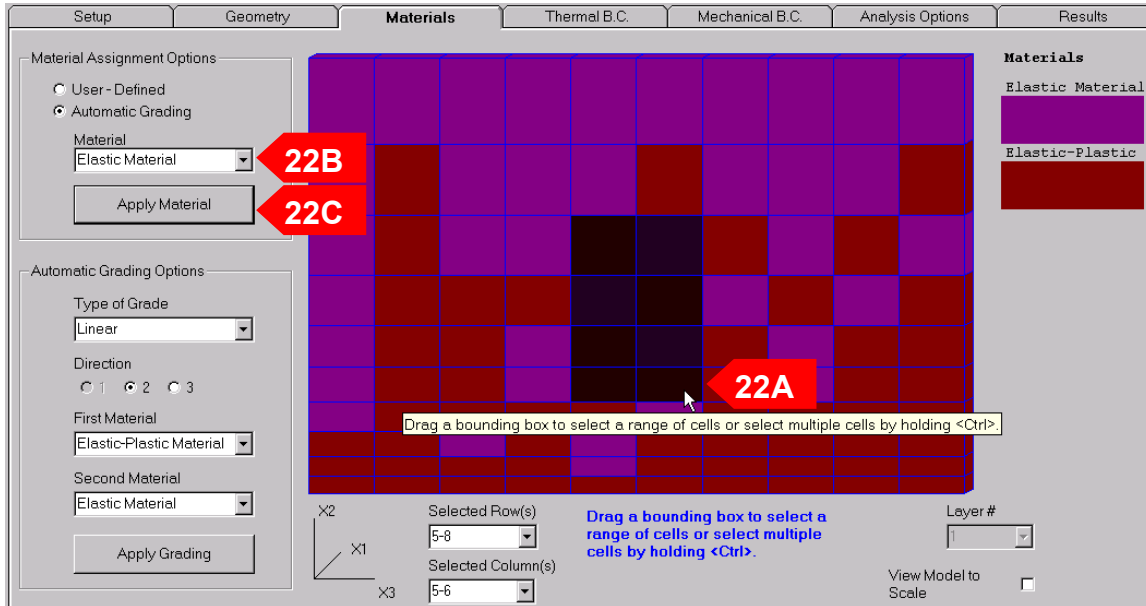 Setup
Geometry
Materials
Thermal B.C.
Mechanical B.C.
Analysis Options
Results
Material Assignment Options
User - Defined
Automatic Grading
Material
Elastic Material
22B
Apply Material
22C
Automatic Grading Options
Type of Grade
Linear
Direction
1
2
3
First Material
Elastic-Plastic Material
Second Material
Elastic Material
Apply Grading
Materials
Elastic Material
Elastic-Plastic
22A
Drag a bounding box to select a range of cells or select multiple cells by holding <Ctrl>.
X2
X1
X3
Selected Row(s)
5-8
Selected Column(s)
5-6
Drag a bounding box to select a
range of cells or select multiple
cells by holding <Ctrl>.
Layer #
1
View Model to
Scale